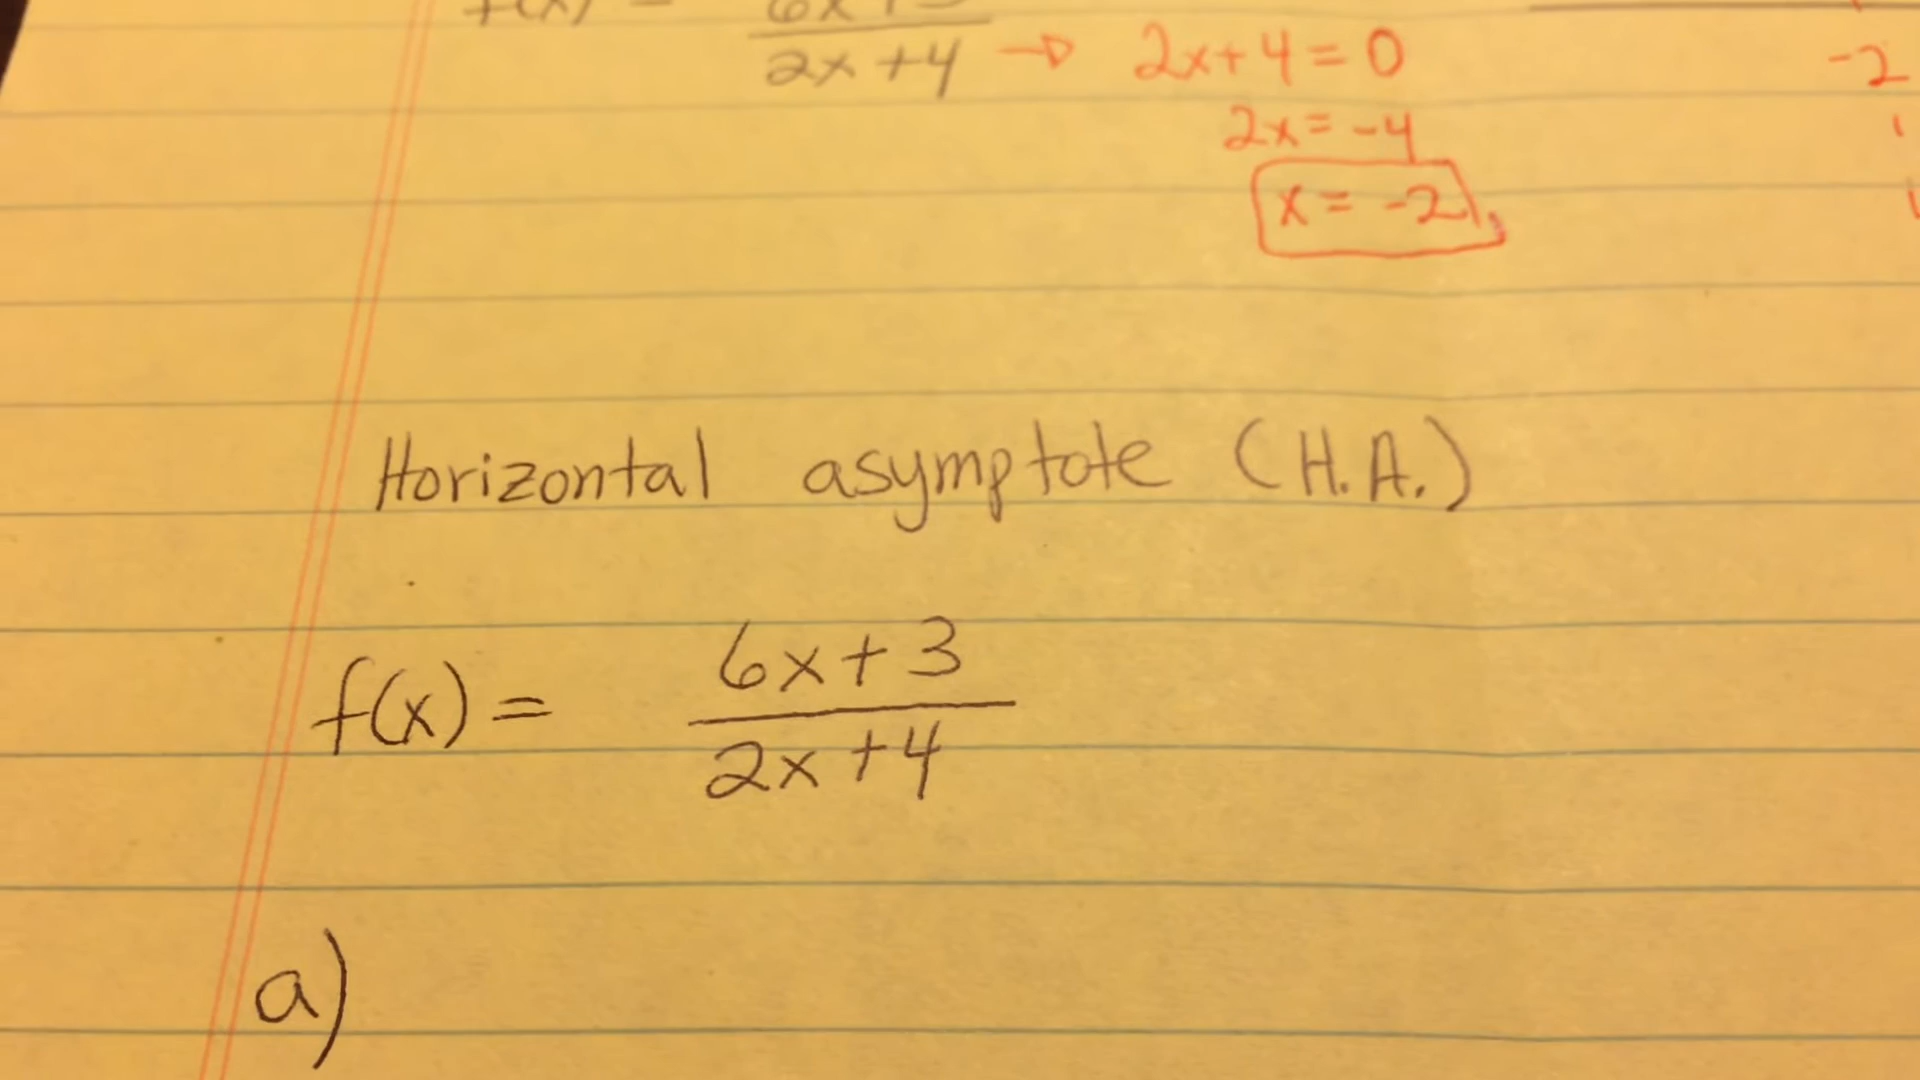 f(x) =
2x+4 → 2x+4=0
-2
2x=-4
x = -2
Horizontal asymptote (H.A.)
f(x) = 6x+3
2x+4
a)